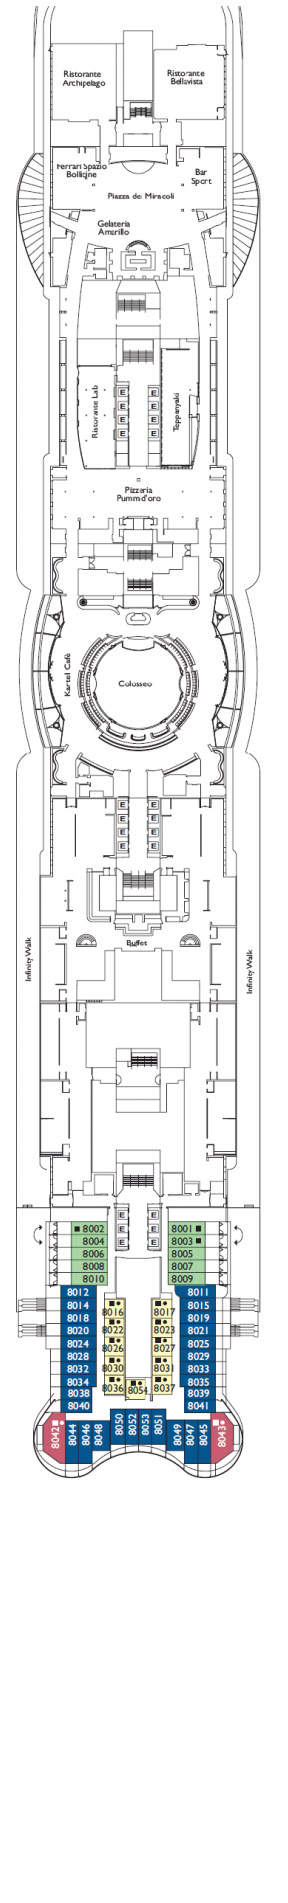 Ristorante
Archipelago
Ristorante
Bellavista
Ferrari Spazio
Bollicine
Bar
Sport
Piazza dei Miracoli
Gelateria
Amarillo
Ristorante Lab
Teppanyaki
E E
E E
E E
E E
Pizzeria
Pummid'oro
Kartell Cafè
Colosseo
E E
E E
E E
E E
Buffet
Infinity Walk
Infinity Walk
E E
E E
E E
8002 8001
8004 8003
8006 8005
8008 8007
8010 8009
8012 8011
8014 8016 8017 8015
8018 8019
8020 8022 8023 8021
8024 8026 8027 8025
8028 8029
8032 8030 8031 8033
8034 8036 8054 8037 8035
8038 8039
8040 8041
8042 8044 8046 8048 8050 8052 8053 8051 8049 8047 8045 8043